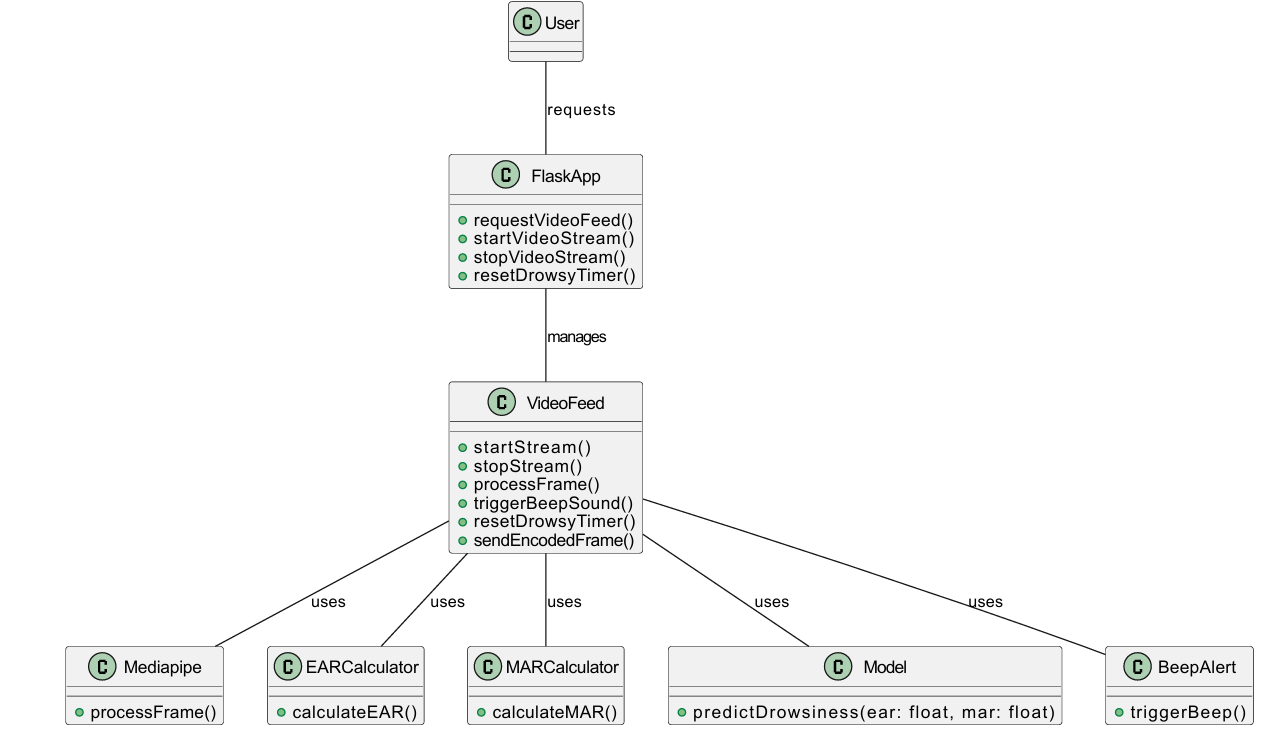 C User
requests
C FlaskApp
requestVideoFeed()
startVideoStream()
stopVideoStream()
resetDrowsyTimer()
manages
C VideoFeed
startStream()
stopStream()
processFrame()
triggerBeepSound()
resetDrowsyTimer()
sendEncodedFrame()
uses uses uses uses uses
C Mediapipe C EARCalculator C MARCalculator C Model C BeepAlert
processFrame() calculateEAR() calculateMAR() predictDrowsiness(ear: float, mar: float) triggerBeep()